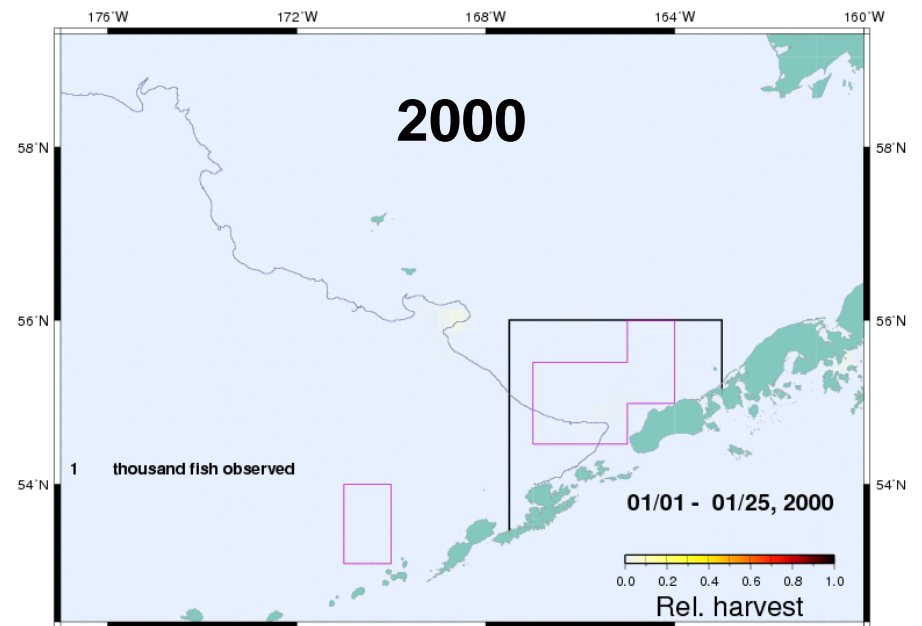 176°W 172°W 168°W 164°W 160°W
2000
58°N 58°N
56°N 56°N
1 thousand fish observed
54°N 54°N
01/01 - 01/25, 2000
0.0 0.2 0.4 0.6 0.8 1.0
Rel. harvest